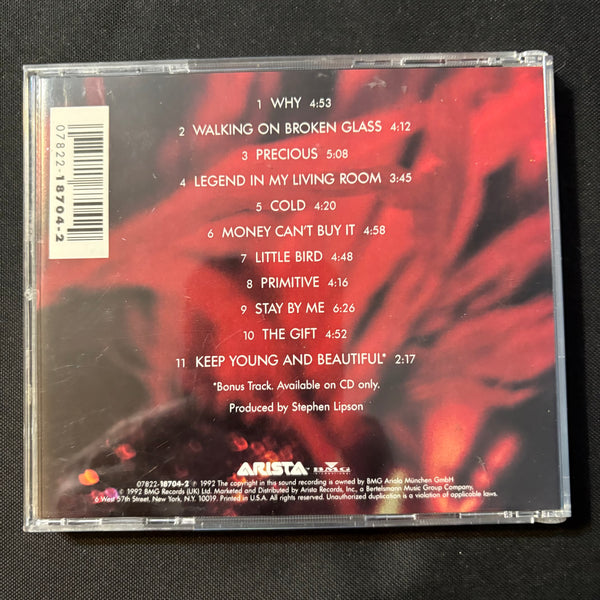 1 WHY 4:53
2 WALKING ON BROKEN GLASS 4:12
3 PRECIOUS 5:08
4 LEGEND IN MY LIVING ROOM 3:45
5 COLD 4:20
6 MONEY CAN'T BUY IT 4:58
7 LITTLE BIRD 4:48
8 PRIMITIVE 4:16
9 STAY BY ME 6:26
10 THE GIFT 4:52
11 KEEP YOUNG AND BEAUTIFUL* 2:17
*Bonus Track. Available on CD only.
Produced by Stephen Lipson
07822-18704-2
ARISTA BMG
INTERNATIONAL
07822-18704-2 ℗ 1992 The copyright in this sound recording is owned by BMG Ariola München GmbH
© 1992 BMG Records (UK) Ltd. Marketed and Distributed by Arista Records, Inc., a Bertelsmann Music Group Company,
6 West 57th Street, New York, N.Y. 10019. Printed in U.S.A. All rights reserved. Unauthorized duplication is a violation of applicable laws.